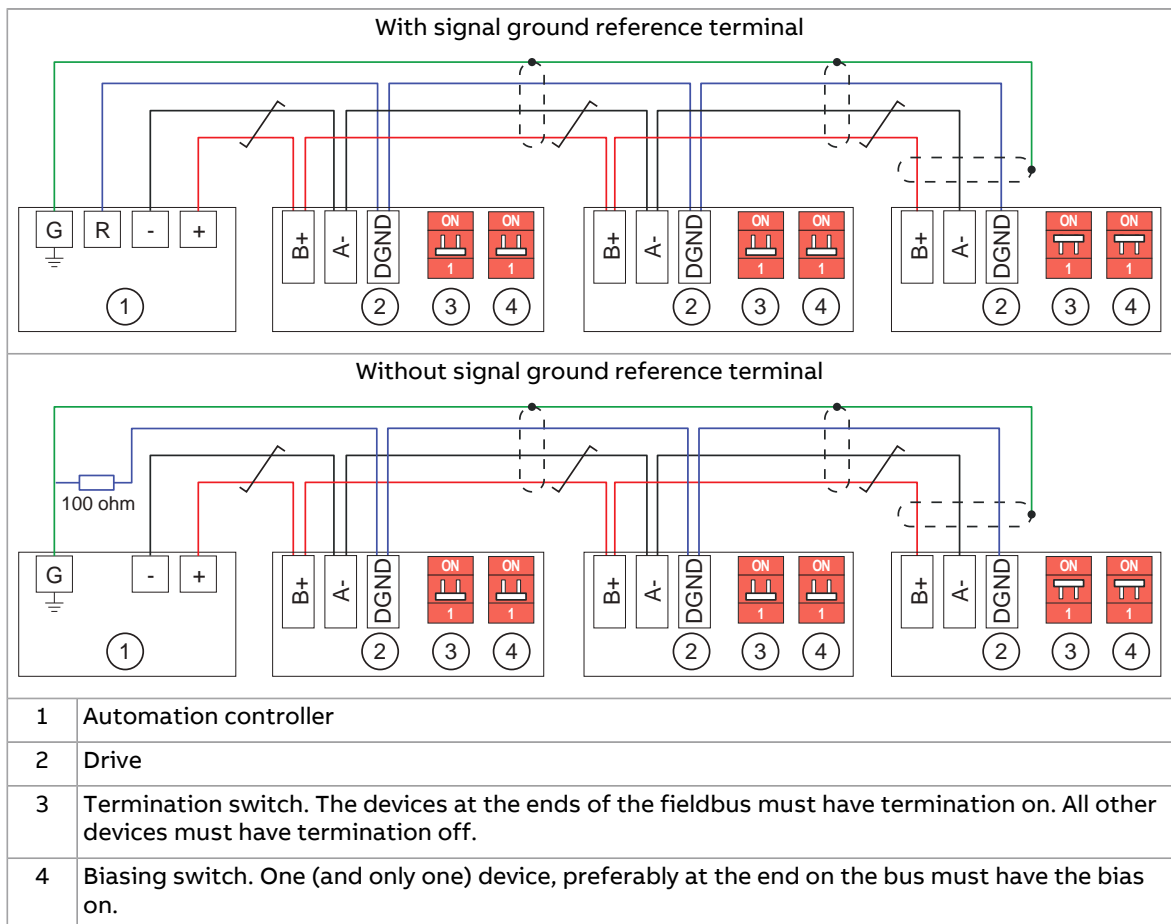 With signal ground reference terminal
G R - +
B+ A- DGND ON ON
1 1
B+ A- DGND ON ON
1 1
B+ A- DGND ON ON
1 1
1 2 3 4 2 3 4 2 3 4
Without signal ground reference terminal
100 ohm
G - +
B+ A- DGND ON ON
1 1
B+ A- DGND ON ON
1 1
B+ A- DGND ON ON
1 1
1 2 3 4 2 3 4 2 3 4
1 Automation controller
2 Drive
3 Termination switch. The devices at the ends of the fieldbus must have termination on. All other
devices must have termination off.
4 Biasing switch. One (and only one) device, preferably at the end on the bus must have the bias
on.